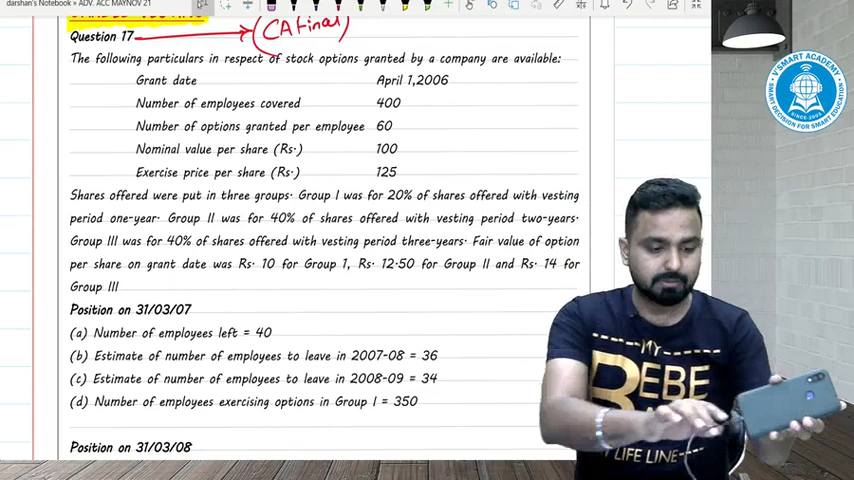 darshan's Notebook » ADV. ACC MAYNOV 21
Question 17
(CA Final)
The following particulars in respect of stock options granted by a company are available:
Grant date April 1,2006
Number of employees covered 400
Number of options granted per employee 60
Nominal value per share (Rs.) 100
Exercise price per share (Rs.) 125
Shares offered were put in three groups. Group I was for 20% of shares offered with vesting
period one-year. Group II was for 40% of shares offered with vesting period two-years.
Group III was for 40% of shares offered with vesting period three-years. Fair value of option
per share on grant date was Rs. 10 for Group 1, Rs. 12.50 for Group II and Rs. 14 for
Group III
Position on 31/03/07
(a) Number of employees left = 40
(b) Estimate of number of employees to leave in 2007-08 = 36
(c) Estimate of number of employees to leave in 2008-09 = 34
(d) Number of employees exercising options in Group I = 350
Position on 31/03/08
V'SMART ACADEMY
SINCE-2005
SMART DECISION FOR SMART EDUCATION
MY
LIFE LINE